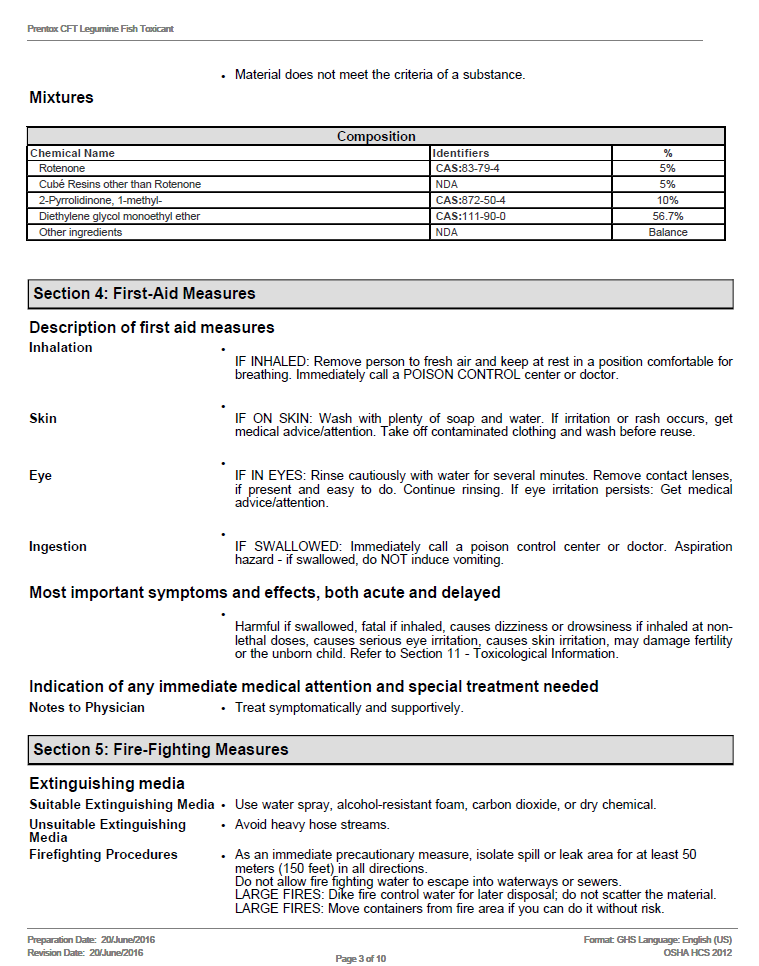 Prentox CFT Legumine Fish Toxicant
• Material does not meet the criteria of a substance.
Mixtures
Composition
Chemical Name Identifiers %
Rotenone CAS:83-79-4 5%
Cubé Resins other than Rotenone NDA 5%
2-Pyrrolidinone, 1-methyl- CAS:872-50-4 10%
Diethylene glycol monoethyl ether CAS:111-90-0 56.7%
Other ingredients NDA Balance
Section 4: First-Aid Measures
Description of first aid measures
Inhalation •
IF INHALED: Remove person to fresh air and keep at rest in a position comfortable for
breathing. Immediately call a POISON CONTROL center or doctor.
•
Skin IF ON SKIN: Wash with plenty of soap and water. If irritation or rash occurs, get
medical advice/attention. Take off contaminated clothing and wash before reuse.
•
Eye IF IN EYES: Rinse cautiously with water for several minutes. Remove contact lenses,
if present and easy to do. Continue rinsing. If eye irritation persists: Get medical
advice/attention.
•
Ingestion IF SWALLOWED: Immediately call a poison control center or doctor. Aspiration
hazard - if swallowed, do NOT induce vomiting.
Most important symptoms and effects, both acute and delayed
•
Harmful if swallowed, fatal if inhaled, causes dizziness or drowsiness if inhaled at non-
lethal doses, causes serious eye irritation, causes skin irritation, may damage fertility
or the unborn child. Refer to Section 11 - Toxicological Information.
Indication of any immediate medical attention and special treatment needed
Notes to Physician • Treat symptomatically and supportively.
Section 5: Fire-Fighting Measures
Extinguishing media
Suitable Extinguishing Media • Use water spray, alcohol-resistant foam, carbon dioxide, or dry chemical.
Unsuitable Extinguishing • Avoid heavy hose streams.
Media
Firefighting Procedures • As an immediate precautionary measure, isolate spill or leak area for at least 50
meters (150 feet) in all directions.
Do not allow fire fighting water to escape into waterways or sewers.
LARGE FIRES: Dike fire control water for later disposal; do not scatter the material.
LARGE FIRES: Move containers from fire area if you can do it without risk.
Preparation Date: 20/June/2016 Format: GHS Language: English (US)
Revision Date: 20/June/2016 OSHA HCS 2012
Page 3 of 10